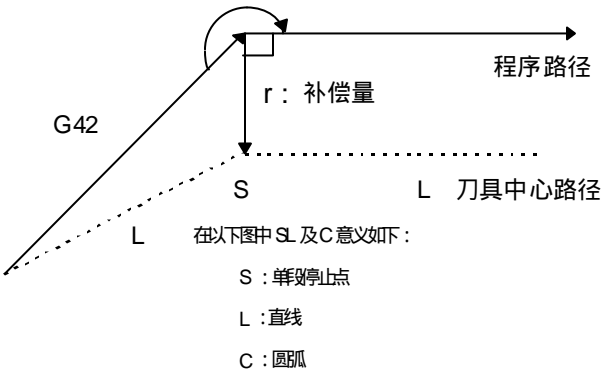 程序路径
r：补偿量
G42
S
L 刀具中心路径
L
在以下图中 SL 及 C 意义如下：
S：单段停止点
L：直线
C：圆弧